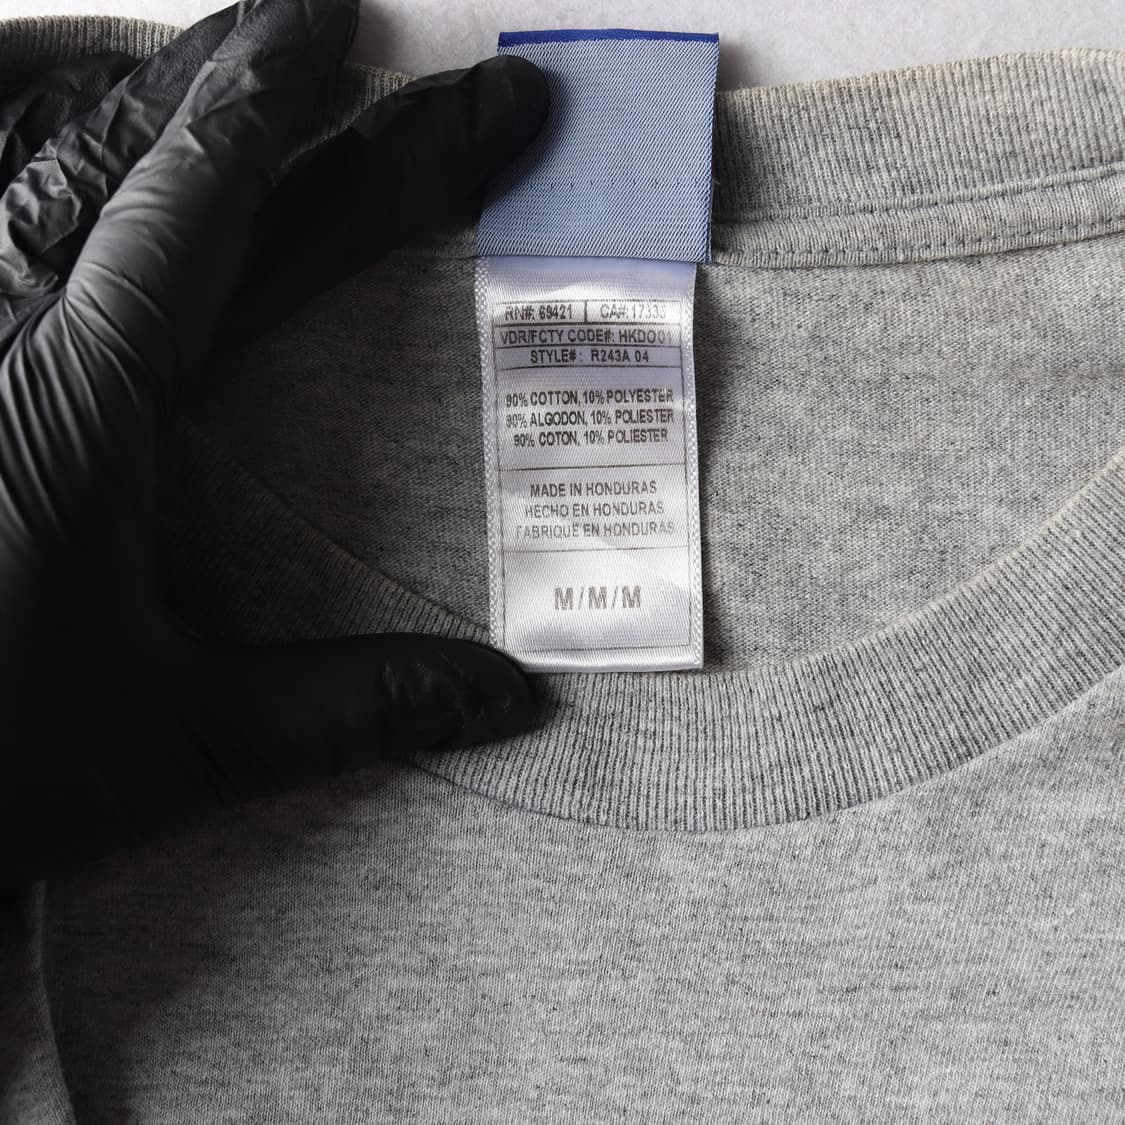 RN#: 69421 | CA#: 17333
VDR/FCTY CODE#: HKDO01
STYLE#: R243A 04
90% COTTON, 10% POLYESTER
90% ALGODON, 10% POLIESTER
90% COTON, 10% POLIESTER
MADE IN HONDURAS
HECHO EN HONDURAS
FABRIQUE EN HONDURAS
M/M/M